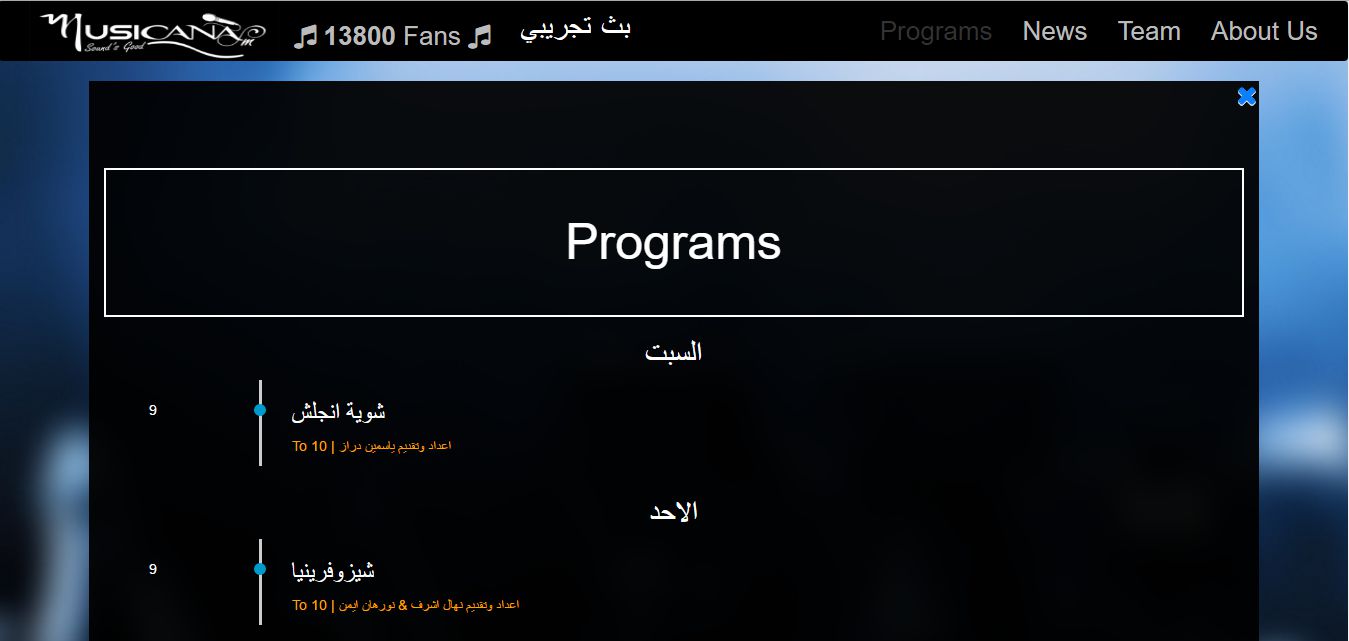 MUSICANA fm
Sound's Good
13800 Fans
بث تجريبي
Programs
News
Team
About Us
Programs
السبت
9
شوية انجلش
To 10 | اعداد وتقديم ياسمين دراز
الاحد
9
شيزوفرينيا
To 10 | اعداد وتقديم نهال اشرف & نورهان ايمن